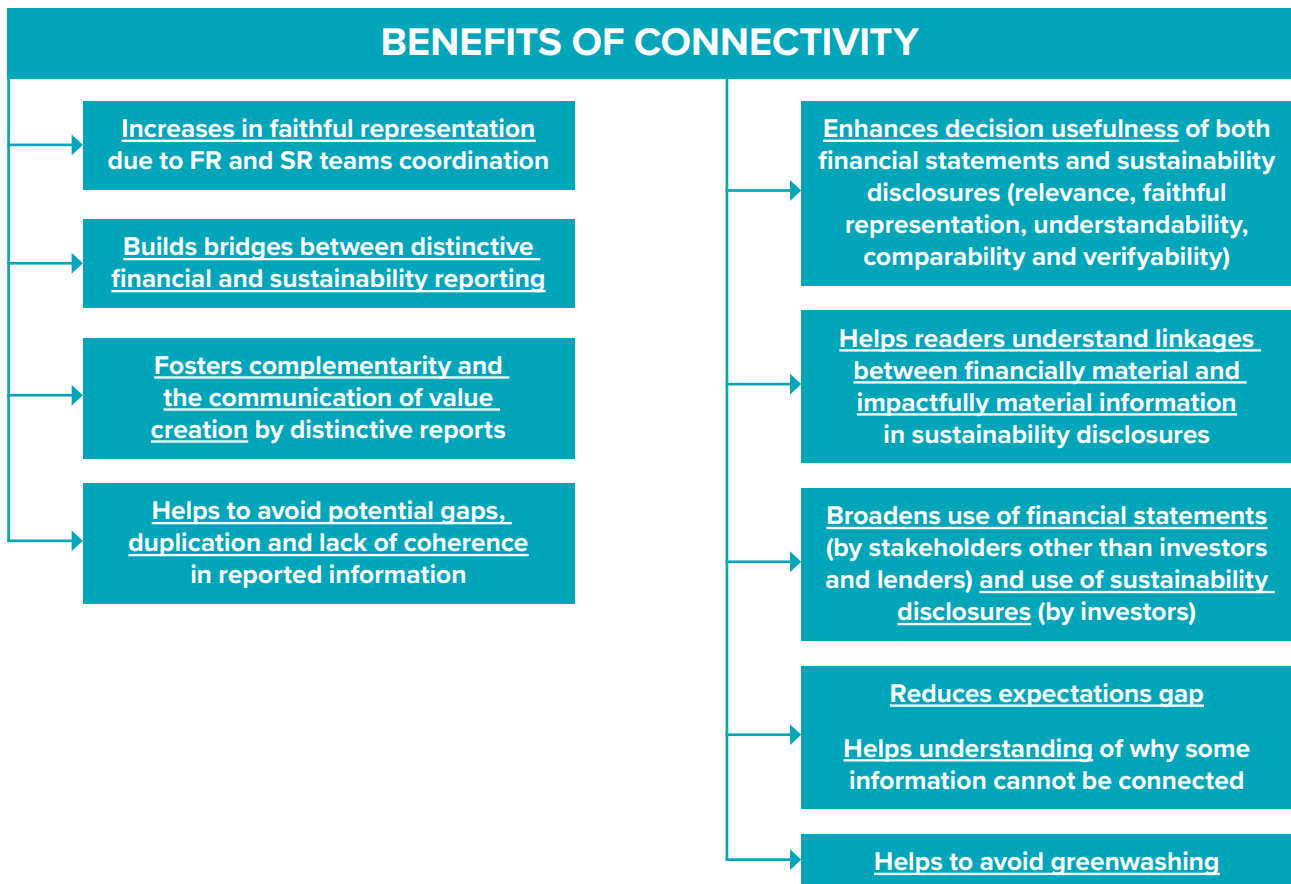 BENEFITS OF CONNECTIVITY
Increases in faithful representation
due to FR and SR teams coordination
Builds bridges between distinctive
financial and sustainability reporting
Fosters complementarity and
the communication of value
creation by distinctive reports
Helps to avoid potential gaps,
duplication and lack of coherence
in reported information
Enhances decision usefulness of both
financial statements and sustainability
disclosures (relevance, faithful
representation, understandability,
comparability and verifyability)
Helps readers understand linkages
between financially material and
impactfully material information
in sustainability disclosures
Broadens use of financial statements
(by stakeholders other than investors
and lenders) and use of sustainability
disclosures (by investors)
Reduces expectations gap
Helps understanding of why some
information cannot be connected
Helps to avoid greenwashing